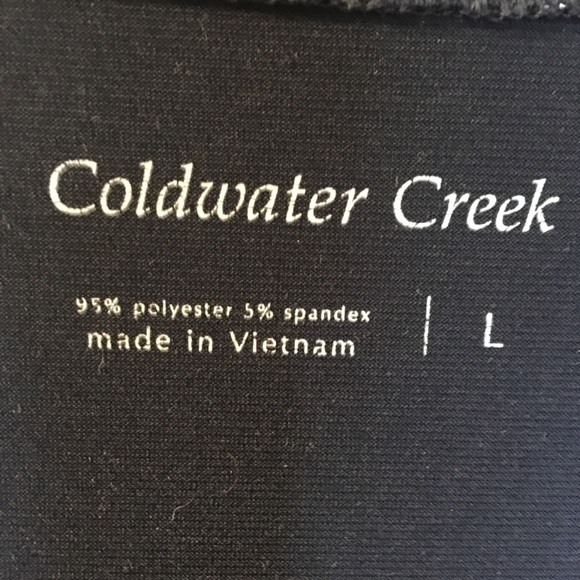 Coldwater Creek
95% polyester 5% spandex
made in Vietnam
L